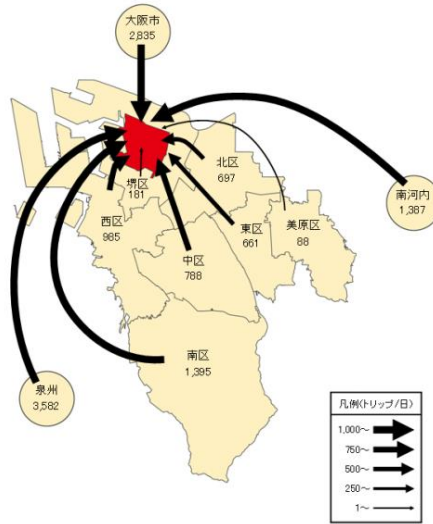 大阪市
2,835
北区
697
南河内
1,387
堺区
181
西区
985
東区
661
美原区
88
中区
788
南区
1,395
泉州
3,582
凡例(トリップ/日)
1,000～
750～
500～
250～
1～